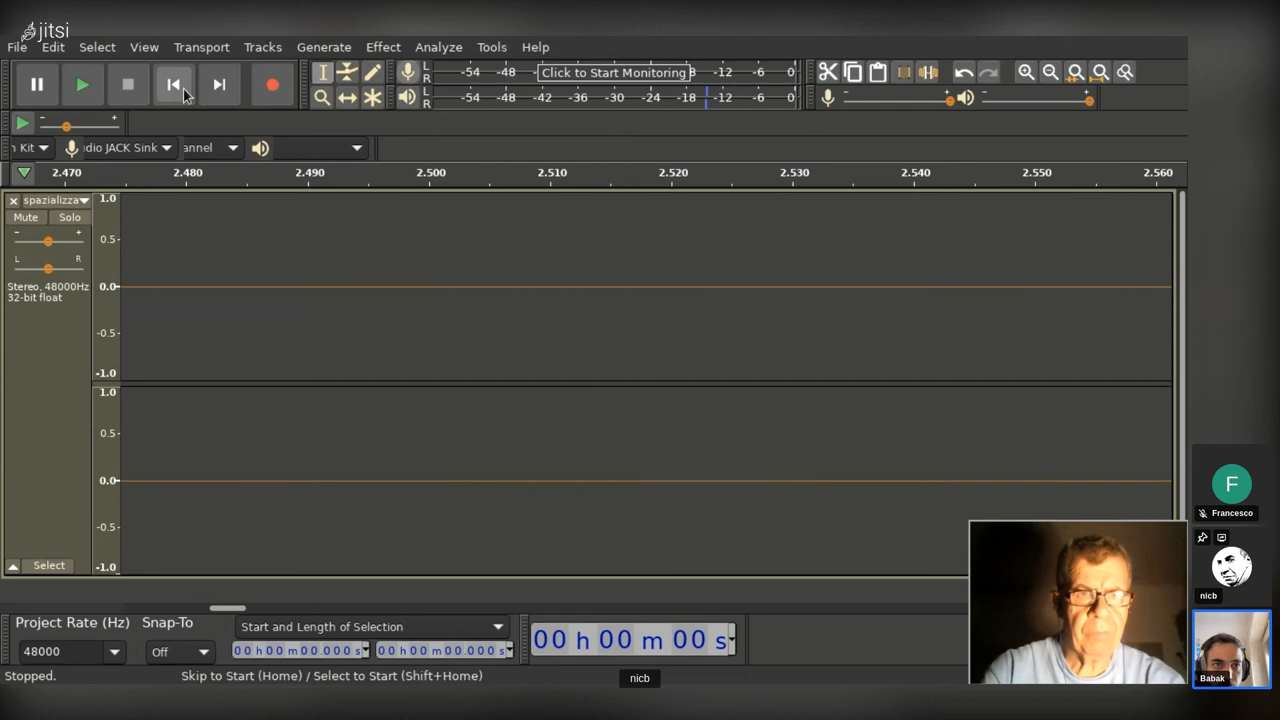 jitsi
File Edit Select View Transport Tracks Generate Effect Analyze Tools Help
L R -54 -48 Click to Start Monitoring -12 -6 0
L R -54 -48 -42 -36 -30 -24 -18 -12 -6 0
- +
n Kit udio JACK Sink annel
2.470 2.480 2.490 2.500 2.510 2.520 2.530 2.540 2.550 2.560
spazializza
Mute Solo
- +
L R
Stereo, 48000Hz
32-bit float
Select
1.0
0.5
0.0
-0.5
-1.0
1.0
0.5
0.0
-0.5
-1.0
Project Rate (Hz) Snap-To Start and Length of Selection
48000 Off 00 h 00 m 00.000 s 00 h 00 m 00.000 s
00 h 00 m 00 s
Stopped. Skip to Start (Home) / Select to Start (Shift+Home)
nicb
F
Francesco
nicb
Babak